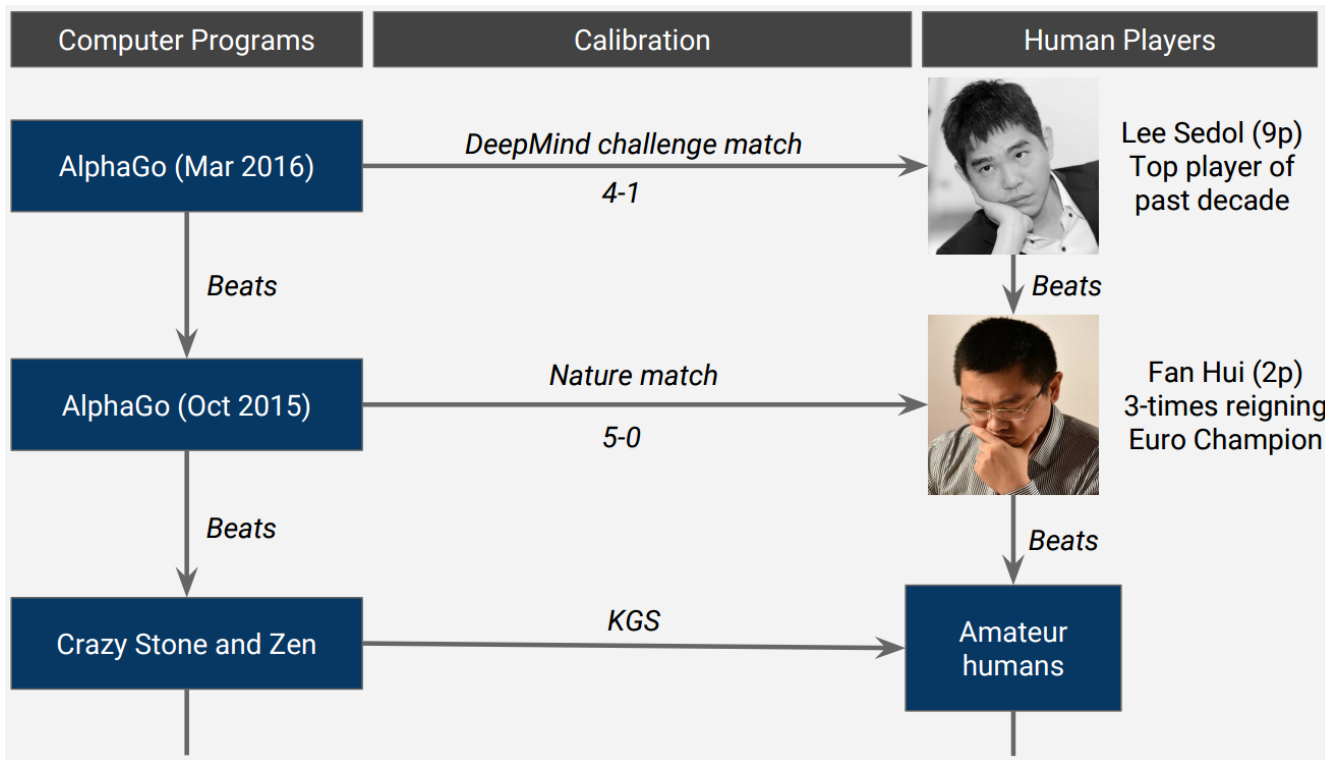 Computer Programs
Calibration
Human Players
AlphaGo (Mar 2016)
DeepMind challenge match
4-1
Lee Sedol (9p)
Top player of
past decade
Beats
Beats
AlphaGo (Oct 2015)
Nature match
5-0
Fan Hui (2p)
3-times reigning
Euro Champion
Beats
Beats
Crazy Stone and Zen
KGS
Amateur
humans